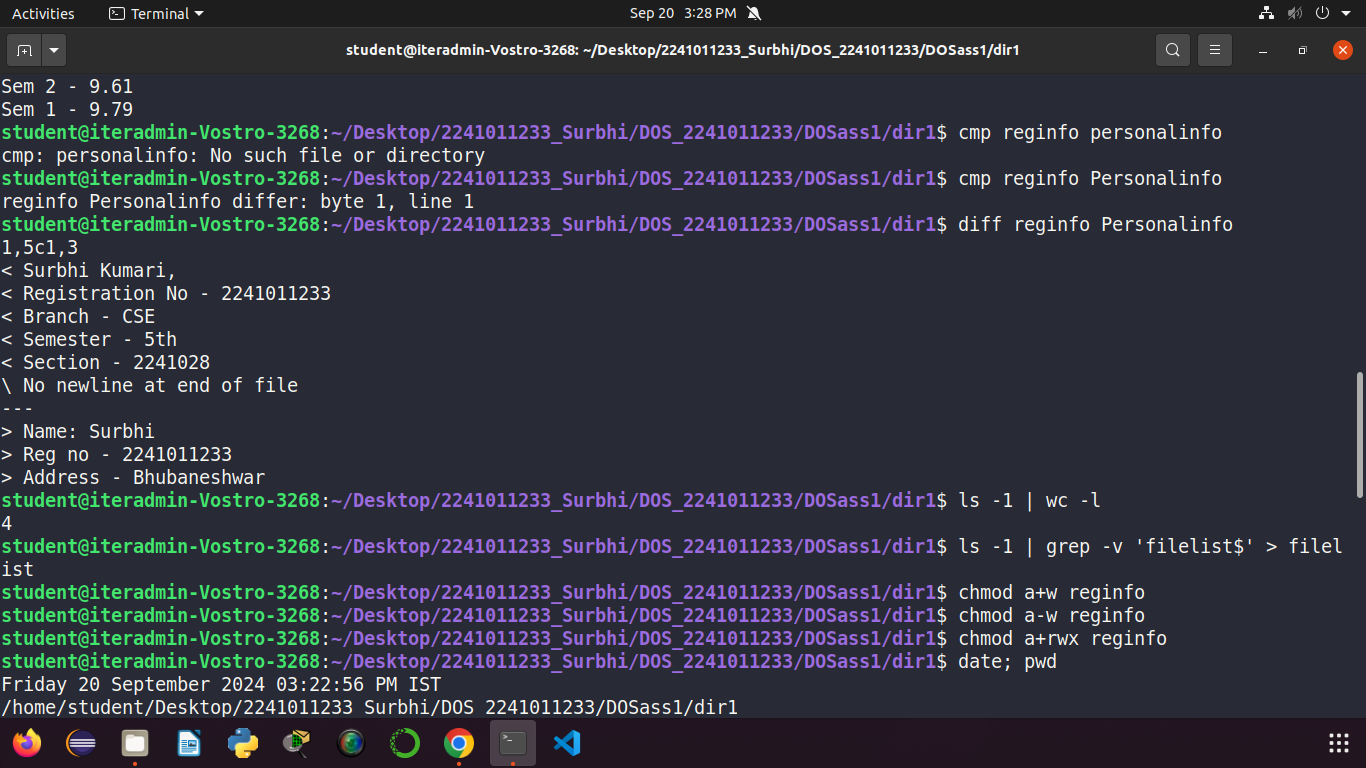 Activities
Terminal
Sep 20 3:28 PM
student@iteradmin-Vostro-3268: ~/Desktop/2241011233_Surbhi/DOS_2241011233/DOSass1/dir1
Sem 2 - 9.61
Sem 1 - 9.79
student@iteradmin-Vostro-3268:~/Desktop/2241011233_Surbhi/DOS_2241011233/DOSass1/dir1$ cmp reginfo personalinfo
cmp: personalinfo: No such file or directory
student@iteradmin-Vostro-3268:~/Desktop/2241011233_Surbhi/DOS_2241011233/DOSass1/dir1$ cmp reginfo Personalinfo
reginfo Personalinfo differ: byte 1, line 1
student@iteradmin-Vostro-3268:~/Desktop/2241011233_Surbhi/DOS_2241011233/DOSass1/dir1$ diff reginfo Personalinfo
1,5c1,3
< Surbhi Kumari,
< Registration No - 2241011233
< Branch - CSE
< Semester - 5th
< Section - 2241028
\ No newline at end of file
---
> Name: Surbhi
> Reg no - 2241011233
> Address - Bhubaneshwar
student@iteradmin-Vostro-3268:~/Desktop/2241011233_Surbhi/DOS_2241011233/DOSass1/dir1$ ls -1 | wc -l
4
student@iteradmin-Vostro-3268:~/Desktop/2241011233_Surbhi/DOS_2241011233/DOSass1/dir1$ ls -1 | grep -v 'filelist$' > filel
ist
student@iteradmin-Vostro-3268:~/Desktop/2241011233_Surbhi/DOS_2241011233/DOSass1/dir1$ chmod a+w reginfo
student@iteradmin-Vostro-3268:~/Desktop/2241011233_Surbhi/DOS_2241011233/DOSass1/dir1$ chmod a-w reginfo
student@iteradmin-Vostro-3268:~/Desktop/2241011233_Surbhi/DOS_2241011233/DOSass1/dir1$ chmod a+rwx reginfo
student@iteradmin-Vostro-3268:~/Desktop/2241011233_Surbhi/DOS_2241011233/DOSass1/dir1$ date; pwd
Friday 20 September 2024 03:22:56 PM IST
/home/student/Desktop/2241011233_Surbhi/DOS_2241011233/DOSass1/dir1